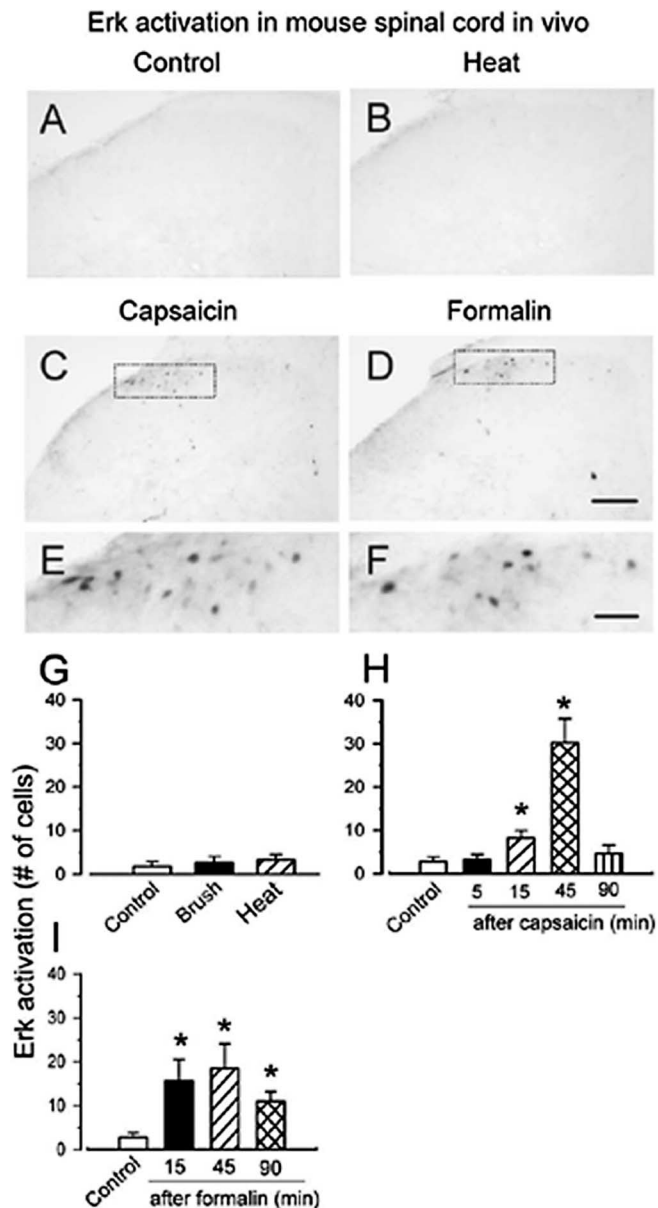 Erk activation in mouse spinal cord in vivo
Control Heat
A B
Capsaicin Formalin
C D
E F
G H
40 40
30 30
20 20
10 10
0 0
Control Brush Heat Control 5 15 45 90
after capsaicin (min)
* *
Erk activation (# of cells)
I
40
30
20
10
0
* * *
Control 15 45 90
after formalin (min)